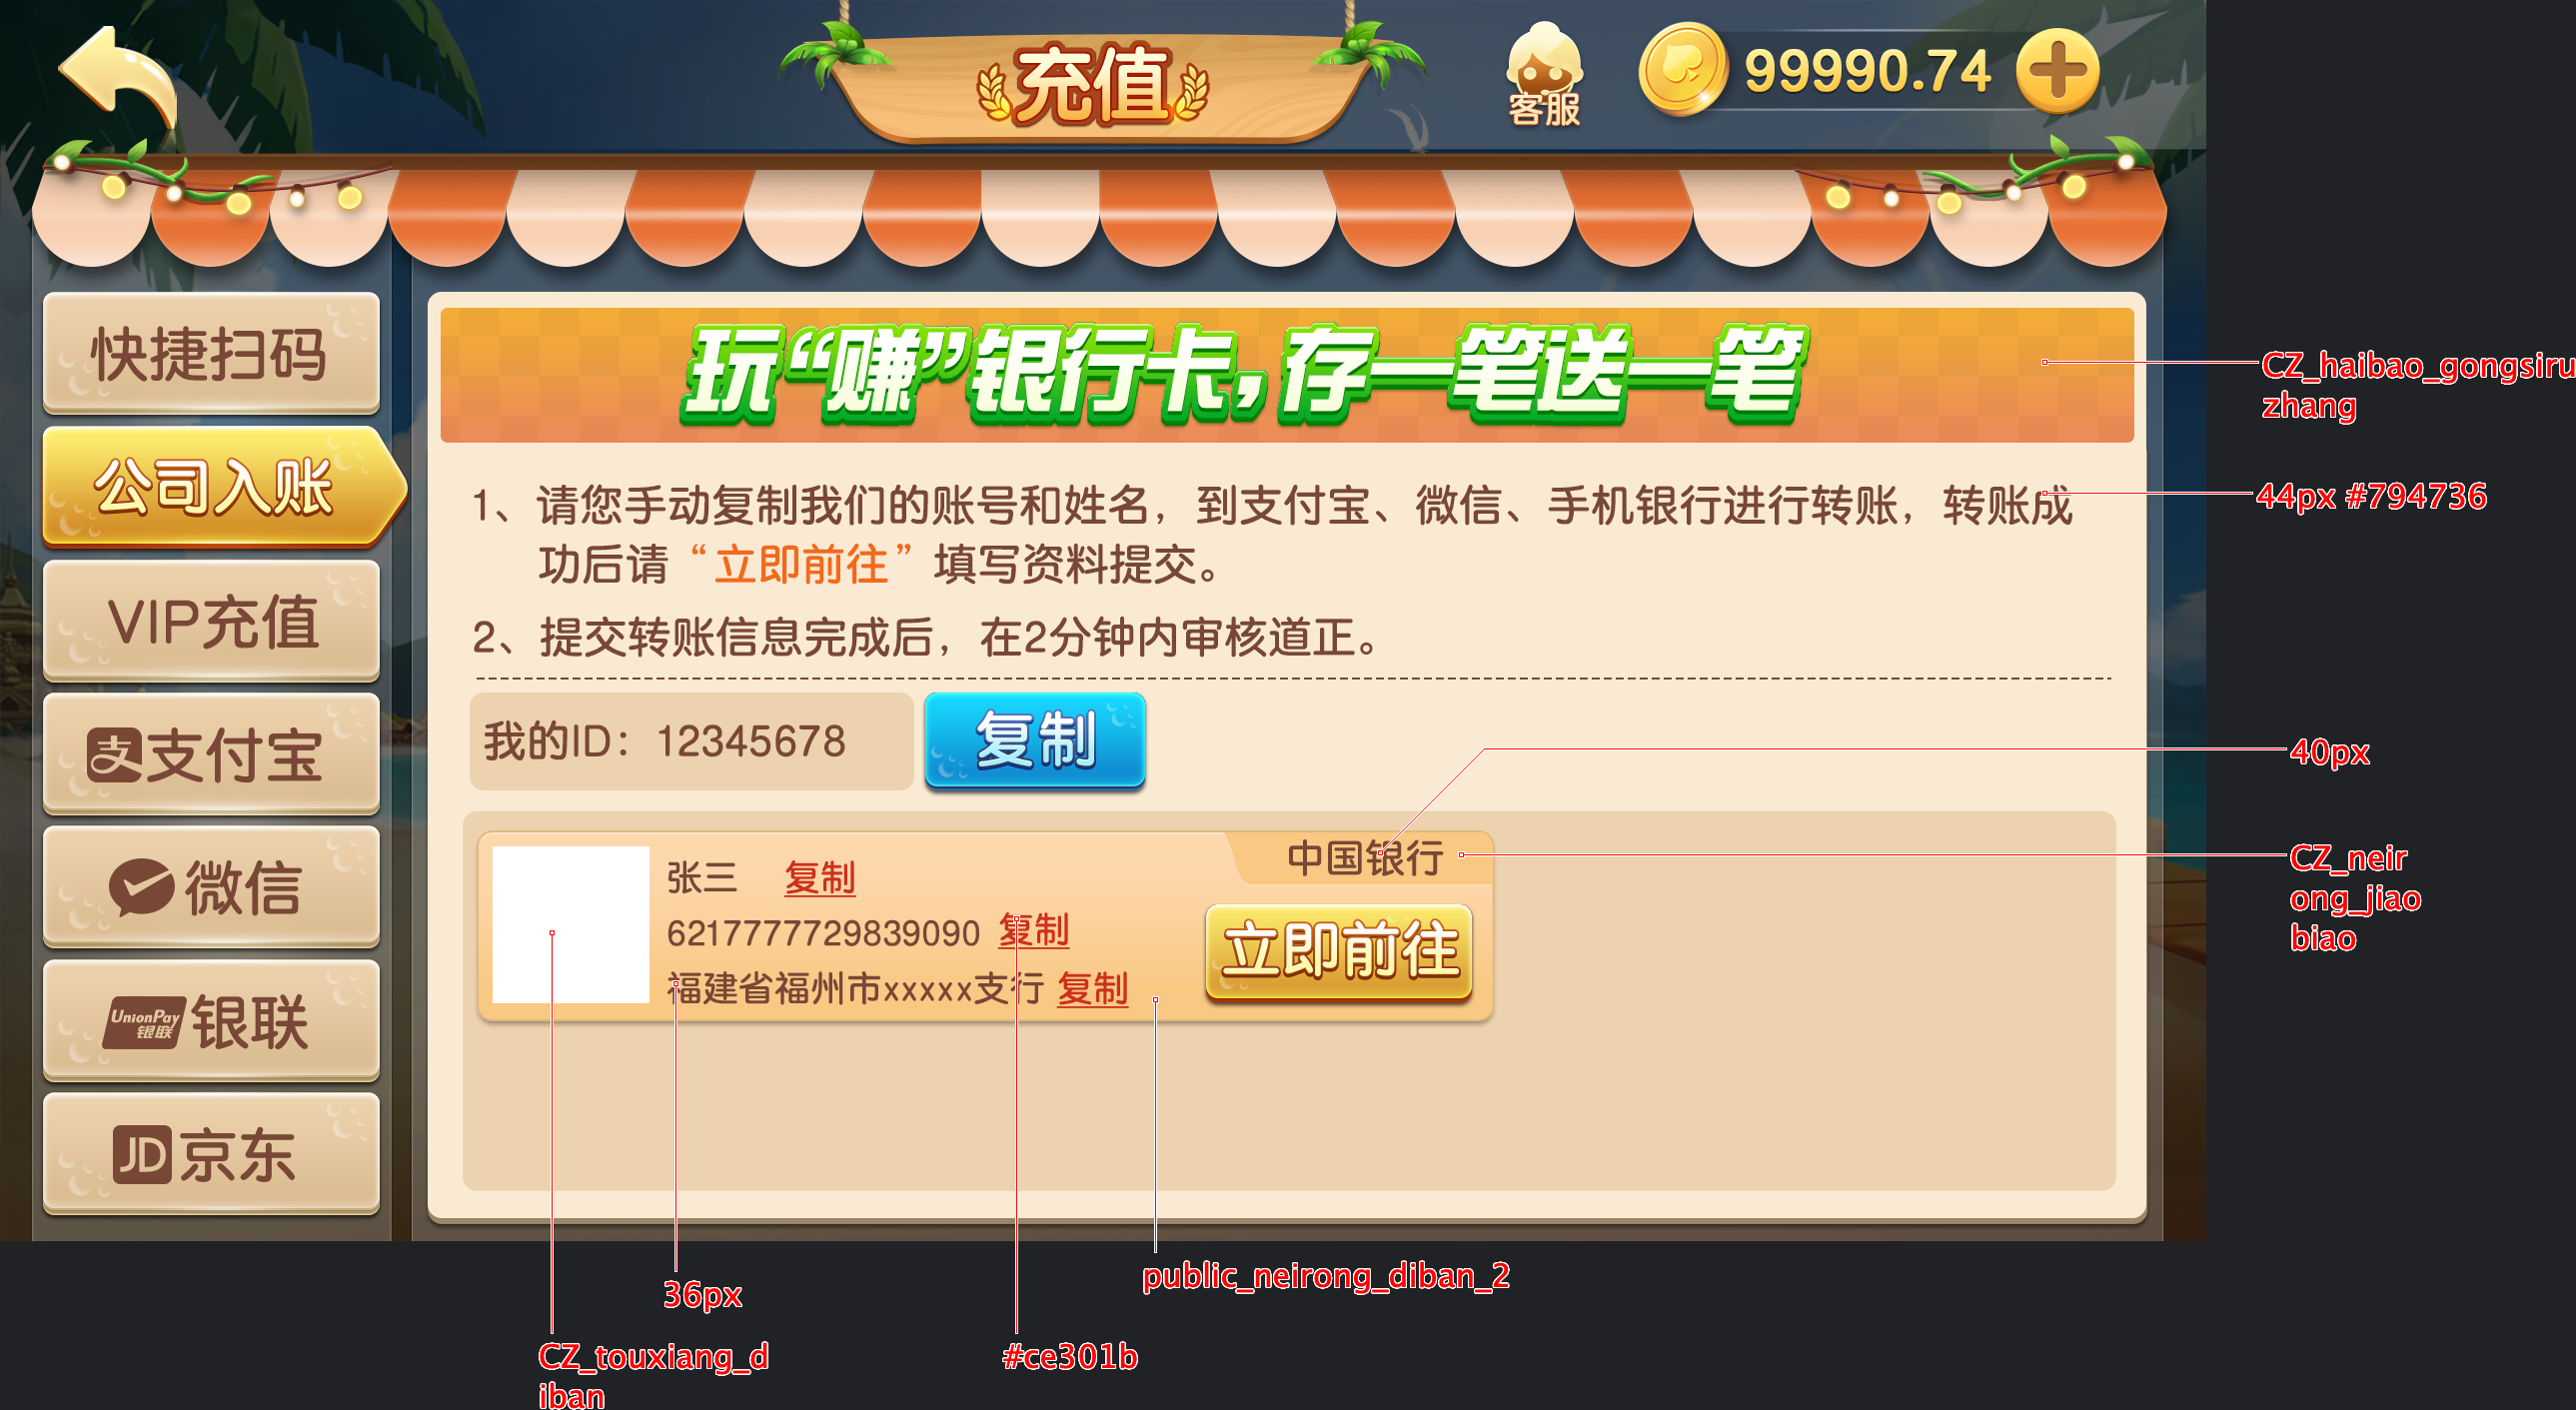 充值
客服
99990.74
快捷扫码
公司入账
VIP充值
支 支付宝
微信
UnionPay
银联
银联
JD 京东
玩“赚”银行卡,存一笔送一笔
1、请您手动复制我们的账号和姓名，到支付宝、微信、手机银行进行转账，转账成
功后请“立即前往”填写资料提交。
2、提交转账信息完成后，在2分钟内审核道正。
我的ID：12345678
复制
张三 复制
中国银行
6217777729839090 复制
立即前往
福建省福州市xxxxx支行 复制
CZ_haibao_gongsiru
zhang
44px #794736
40px
CZ_neir
ong_jiao
biao
public_neirong_diban_2
36px
CZ_touxiang_d
iban
#ce301b